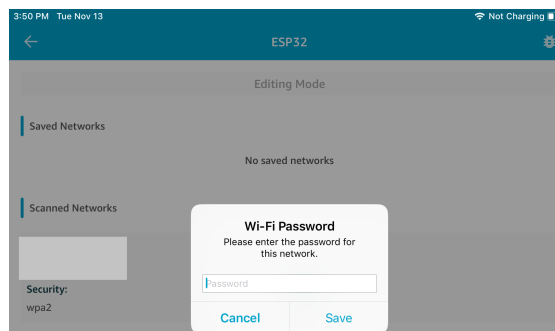 3:50 PM Tue Nov 13 Not Charging
ESP32
Editing Mode
Saved Networks
No saved networks
Scanned Networks
Wi-Fi Password
Please enter the password for
this network.
Password
Cancel Save
Security:
wpa2